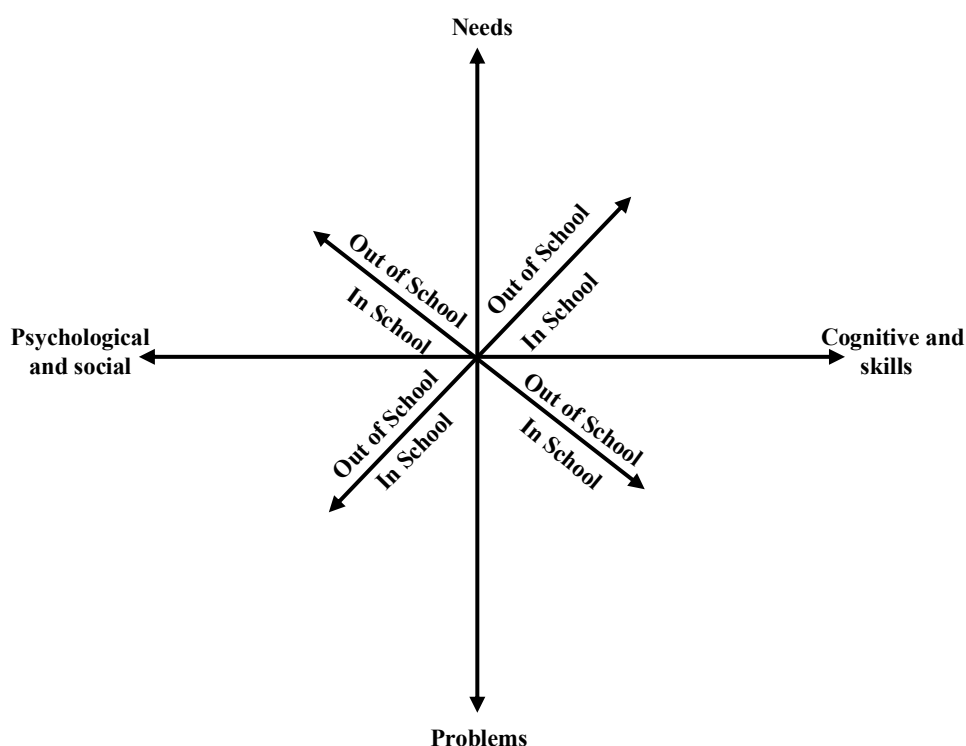 Needs
Out of School
In School
Out of School
In School
Psychological
and social
Cognitive and
skills
Out of School
In School
Out of School
In School
Problems